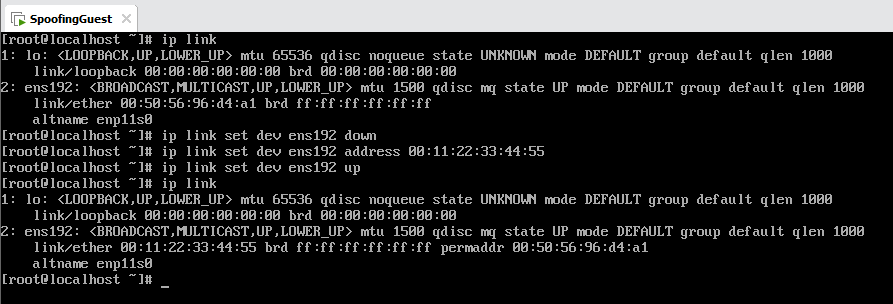 SpoofingGuest
[root@localhost ~]# ip link
1: lo: <LOOPBACK,UP,LOWER_UP> mtu 65536 qdisc noqueue state UNKNOWN mode DEFAULT group default qlen 1000
    link/loopback 00:00:00:00:00:00 brd 00:00:00:00:00:00
2: ens192: <BROADCAST,MULTICAST,UP,LOWER_UP> mtu 1500 qdisc mq state UP mode DEFAULT group default qlen 1000
    link/ether 00:50:56:96:d4:a1 brd ff:ff:ff:ff:ff:ff
    altname enp11s0
[root@localhost ~]# ip link set dev ens192 down
[root@localhost ~]# ip link set dev ens192 address 00:11:22:33:44:55
[root@localhost ~]# ip link set dev ens192 up
[root@localhost ~]# ip link
1: lo: <LOOPBACK,UP,LOWER_UP> mtu 65536 qdisc noqueue state UNKNOWN mode DEFAULT group default qlen 1000
    link/loopback 00:00:00:00:00:00 brd 00:00:00:00:00:00
2: ens192: <BROADCAST,MULTICAST,UP,LOWER_UP> mtu 1500 qdisc mq state UP mode DEFAULT group default qlen 1000
    link/ether 00:11:22:33:44:55 brd ff:ff:ff:ff:ff:ff permaddr 00:50:56:96:d4:a1
    altname enp11s0
[root@localhost ~]# _